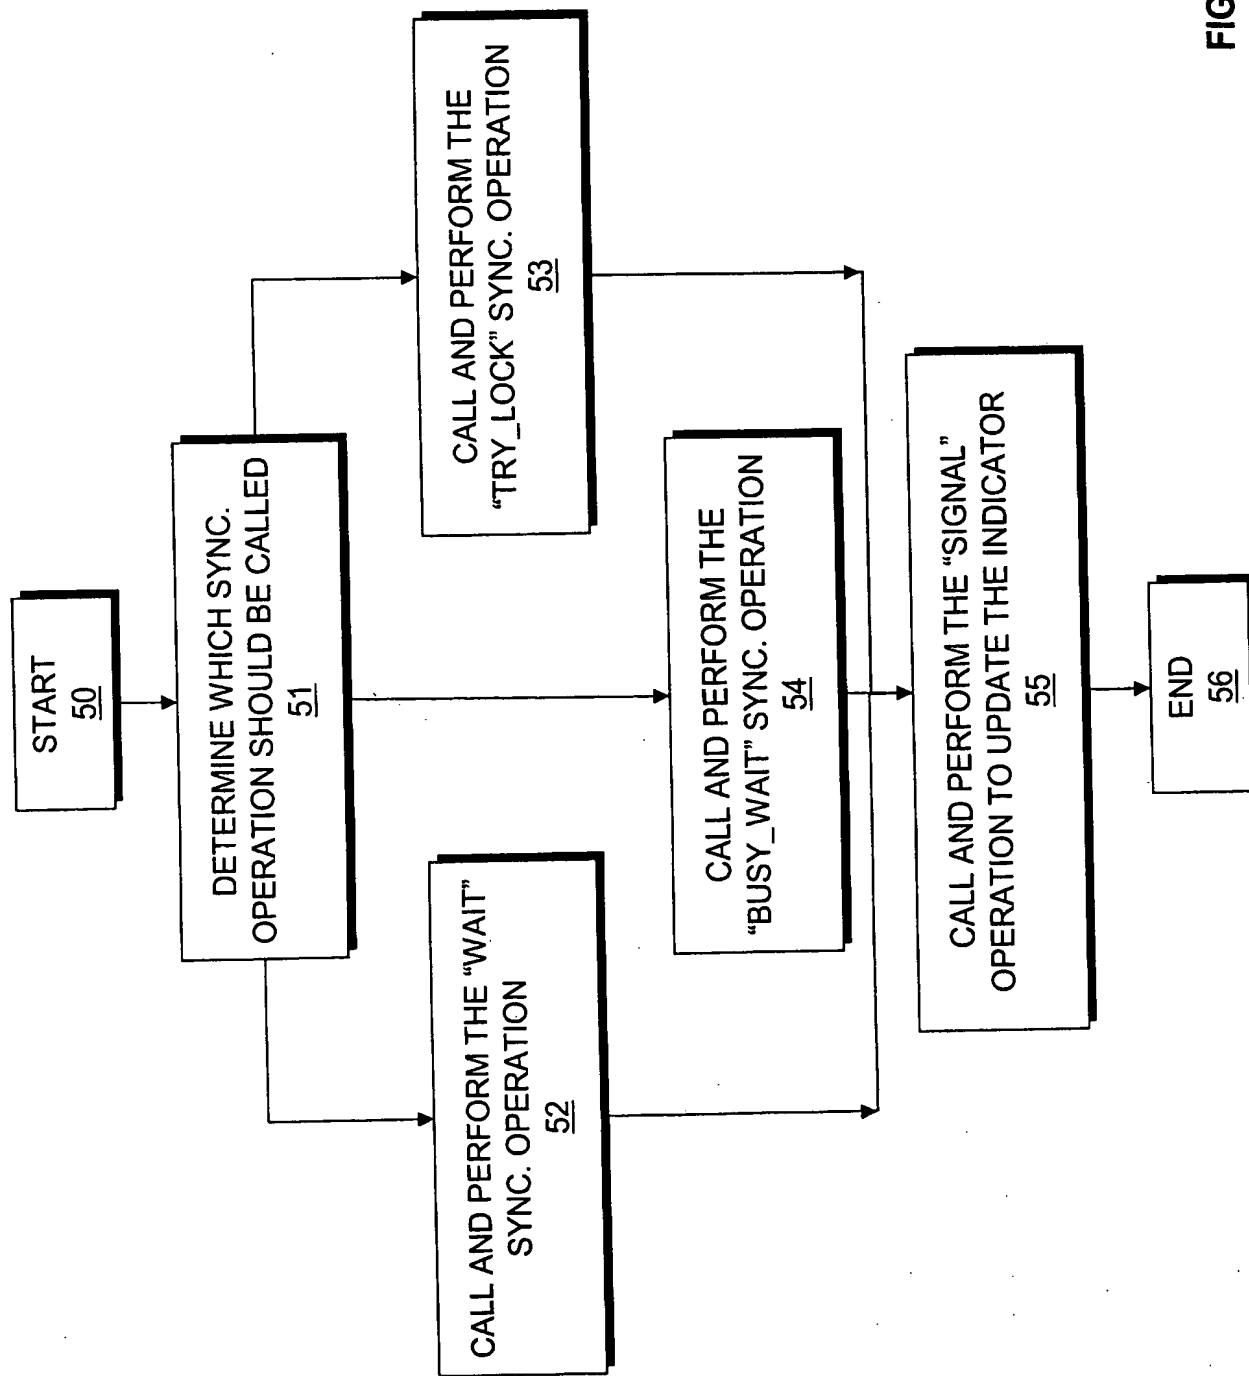 START
50
DETERMINE WHICH SYNC.
OPERATION SHOULD BE CALLED
51
CALL AND PERFORM THE "WAIT"
SYNC. OPERATION
52
CALL AND PERFORM THE
"TRY_LOCK" SYNC. OPERATION
53
CALL AND PERFORM THE
"BUSY_WAIT" SYNC. OPERATION
54
CALL AND PERFORM THE "SIGNAL"
OPERATION TO UPDATE THE INDICATOR
55
END
56
FIG